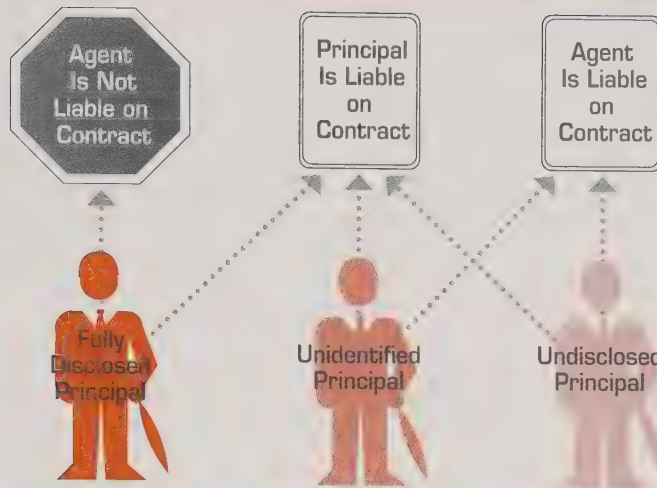 Agent
Is Not
Liable on
Contract
Principal
Is Liable
on
Contract
Agent
Is Liable
on
Contract
Fully
Disclosed
Principal
Unidentified
Principal
Undisclosed
Principal